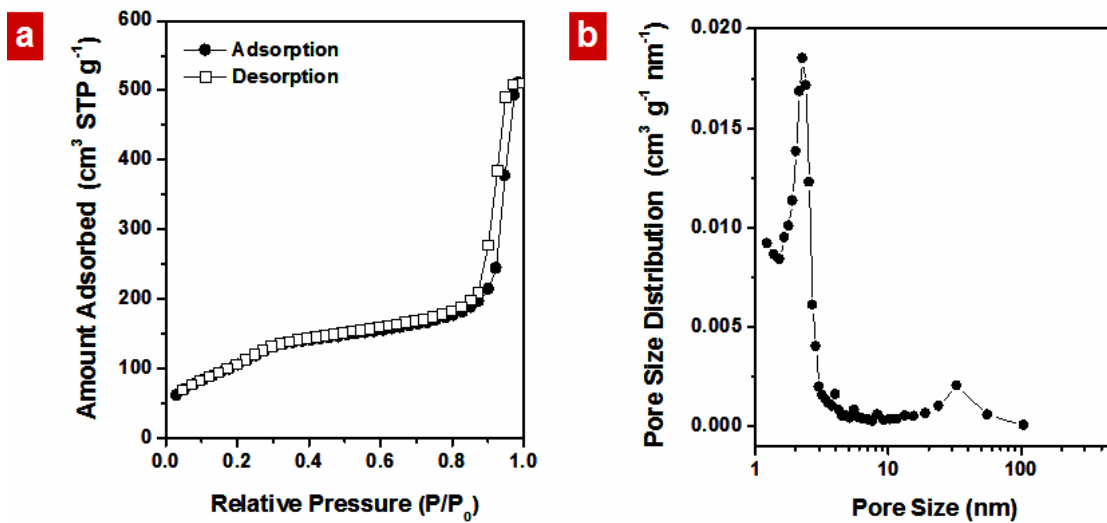 a
600
500
400
300
200
100
0
0.0 0.2 0.4 0.6 0.8 1.0
Amount Adsorbed (cm³ STP g⁻¹)
Relative Pressure (P/P₀)
Adsorption
Desorption
b
0.020
0.015
0.010
0.005
0.000
1 10 100
Pore Size Distribution (cm³ g⁻¹ nm⁻¹)
Pore Size (nm)